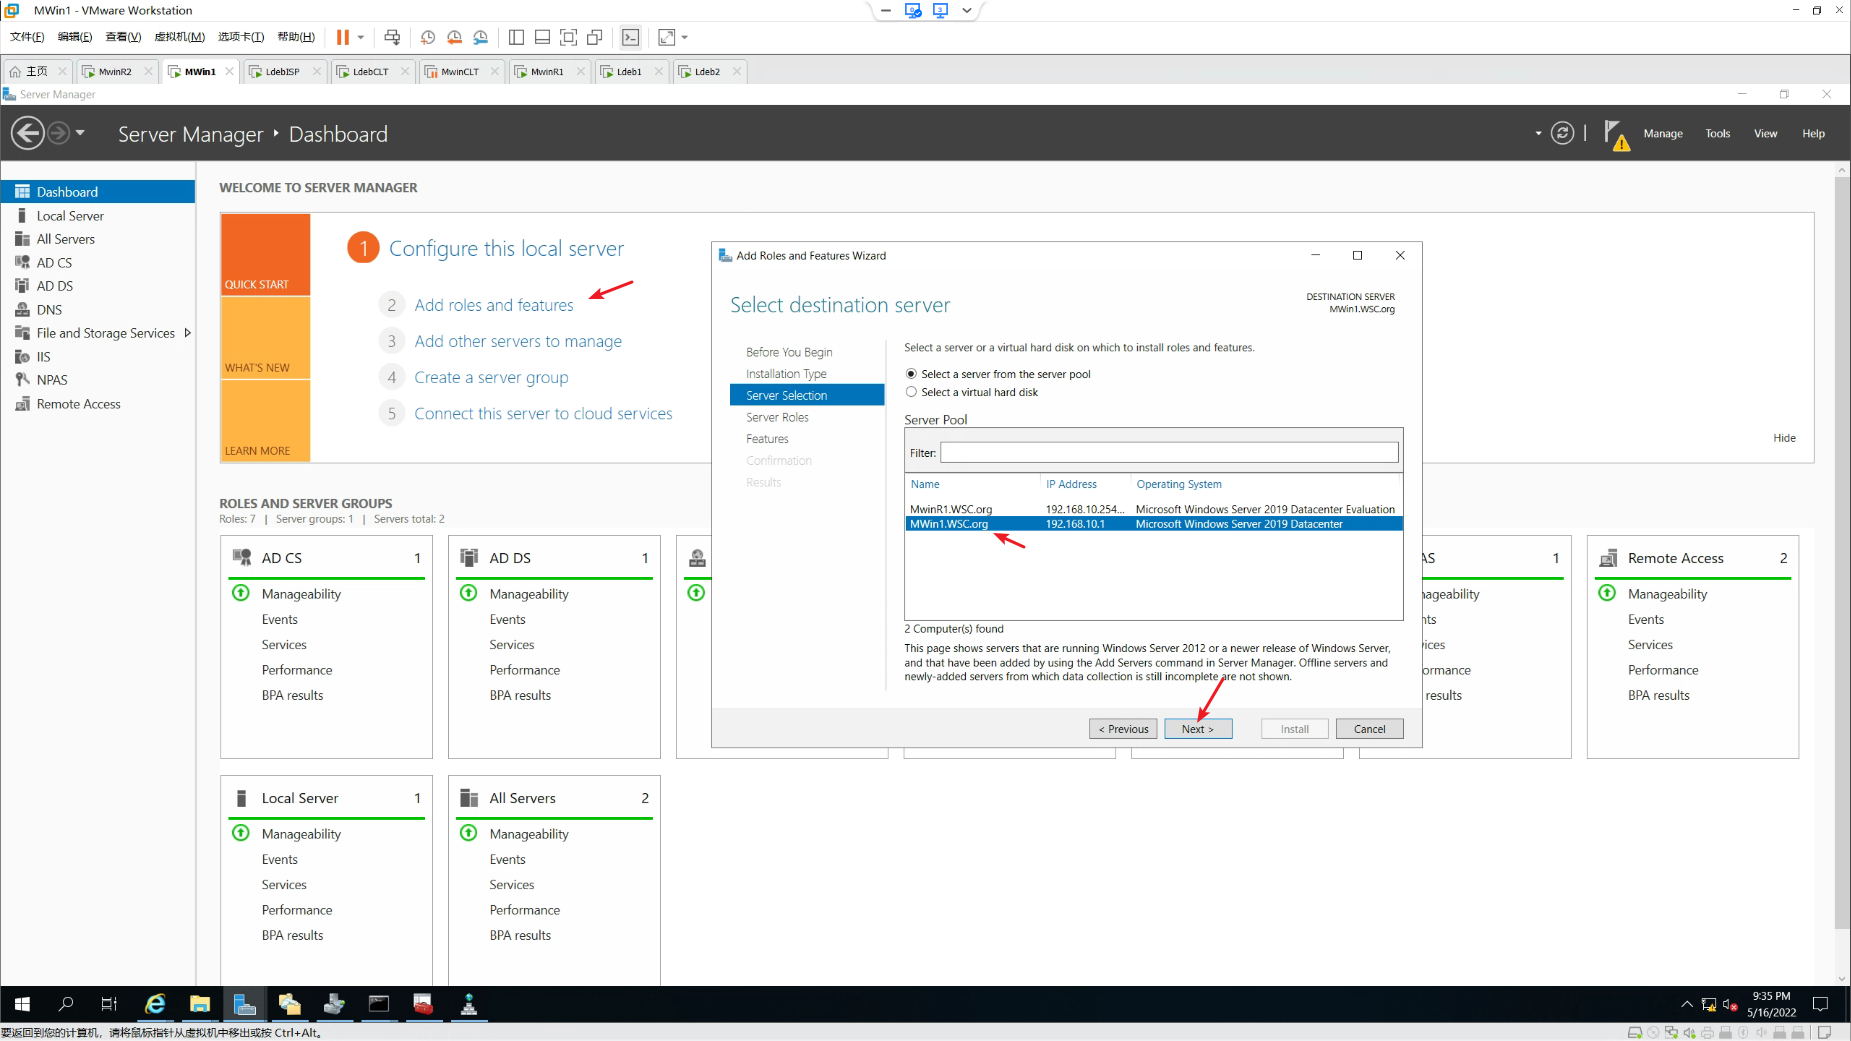 MWin1 - VMware Workstation
文件(F) 编辑(E) 查看(V) 虚拟机(M) 选项卡(T) 帮助(H)
主页 MwinR2 MWin1 LdebISP LdebCLT MwinCLT MwinR1 Ldeb1 Ldeb2
Server Manager
Server Manager • Dashboard
Manage Tools View Help
Dashboard
Local Server
All Servers
AD CS
AD DS
DNS
File and Storage Services
IIS
NPAS
Remote Access
WELCOME TO SERVER MANAGER
QUICK START
WHAT'S NEW
LEARN MORE
1 Configure this local server
2 Add roles and features
3 Add other servers to manage
4 Create a server group
5 Connect this server to cloud services
Hide
Add Roles and Features Wizard
Select destination server
DESTINATION SERVER
MWin1.WSC.org
Before You Begin
Installation Type
Server Selection
Server Roles
Features
Confirmation
Results
Select a server or a virtual hard disk on which to install roles and features.
Select a server from the server pool
Select a virtual hard disk
Server Pool
Filter:
Name IP Address Operating System
MwinR1.WSC.org 192.168.10.254... Microsoft Windows Server 2019 Datacenter Evaluation
MWin1.WSC.org 192.168.10.1 Microsoft Windows Server 2019 Datacenter
2 Computer(s) found
This page shows servers that are running Windows Server 2012 or a newer release of Windows Server,
and that have been added by using the Add Servers command in Server Manager. Offline servers and
newly-added servers from which data collection is still incomplete are not shown.
< Previous Next > Install Cancel
ROLES AND SERVER GROUPS
Roles: 7 | Server groups: 1 | Servers total: 2
AD CS 1
Manageability
Events
Services
Performance
BPA results
AD DS 1
Manageability
Events
Services
Performance
BPA results
AS 1
nageability
nts
ices
ormance
results
Remote Access 2
Manageability
Events
Services
Performance
BPA results
Local Server 1
Manageability
Events
Services
Performance
BPA results
All Servers 2
Manageability
Events
Services
Performance
BPA results
9:35 PM
5/16/2022
要返回到您的计算机，请将鼠标指针从虚拟机中移出或按 Ctrl+Alt。